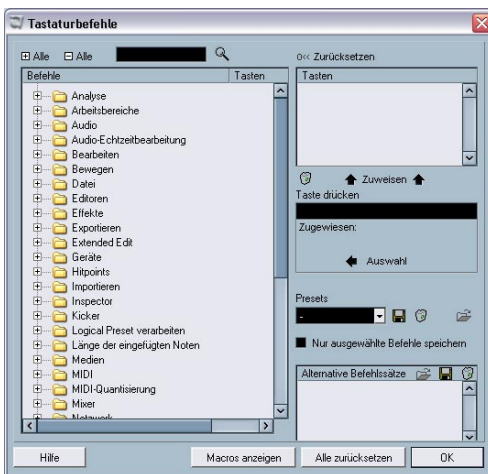 Tastaturbefehle
Alle Alle
Befehle Tasten
Analyse
Arbeitsbereiche
Audio
Audio-Echtzeitbearbeitung
Bearbeiten
Bewegen
Datei
Editoren
Effekte
Exportieren
Extended Edit
Geräte
Hitpoints
Importieren
Inspector
Kicker
Logical Preset verarbeiten
Länge der eingefügten Noten
Medien
MIDI
MIDI-Quantisierung
Mixer
Netzwerk
Zurücksetzen
Tasten
Zuweisen
Taste drücken
Zugewiesen:
Auswahl
Presets
-
Nur ausgewählte Befehle speichern
Alternative Befehlssätze
Hilfe Macros anzeigen Alle zurücksetzen OK